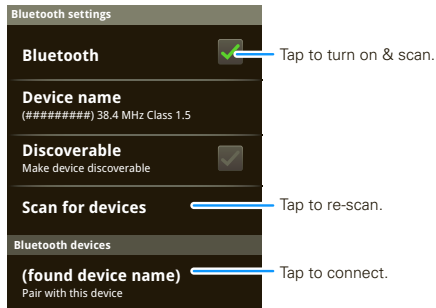 Bluetooth settings
Bluetooth
Tap to turn on & scan.
Device name
(#########) 38.4 MHz Class 1.5
Discoverable
Make device discoverable
Scan for devices
Tap to re-scan.
Bluetooth devices
(found device name)
Tap to connect.
Pair with this device